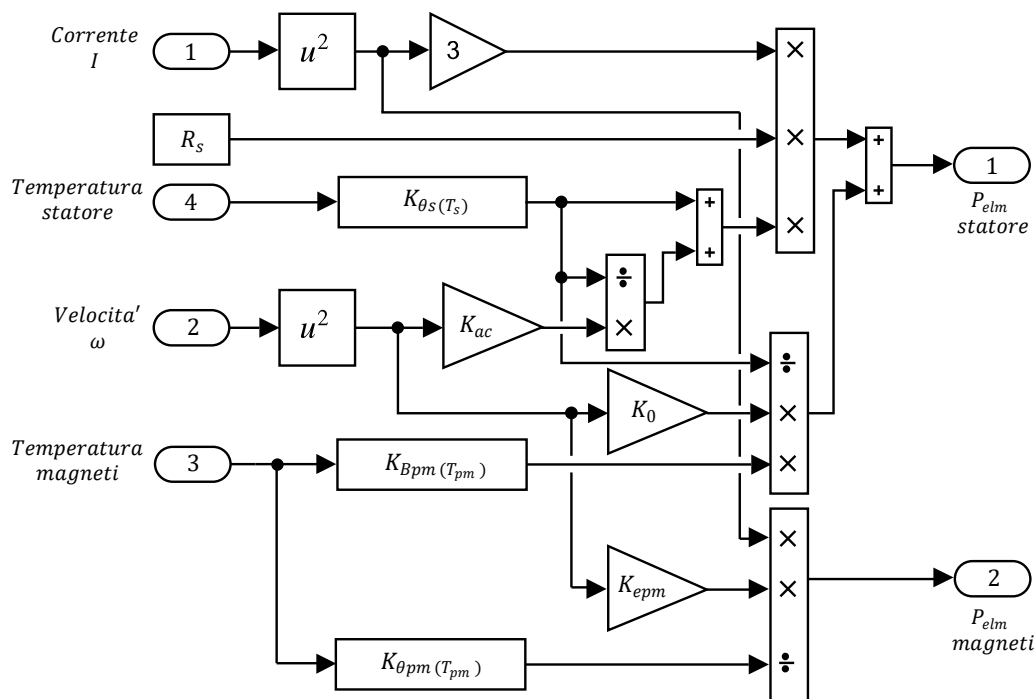 Corrente
I
1
u²
3
×
R_s
×
+
1
Temperatura
statore
4
K_θs(T_s)
+
×
+
P_elm
statore
+
÷
Velocita'
ω
2
u²
K_ac
×
÷
K_0
×
Temperatura
magneti
3
K_Bpm(T_pm)
×
×
K_epm
×
2
P_elm
magneti
K_θpm(T_pm)
÷